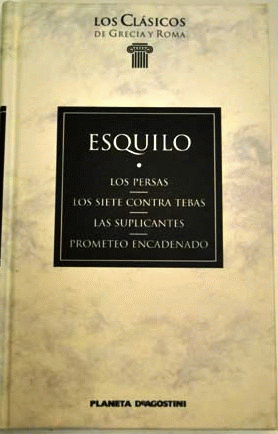 LOS CLÁSICOS
DE GRECIA Y ROMA
ESQUILO
LOS PERSAS
LOS SIETE CONTRA TEBAS
LAS SUPLICANTES
PROMETEO ENCADENADO
PLANETA DEAGOSTINI